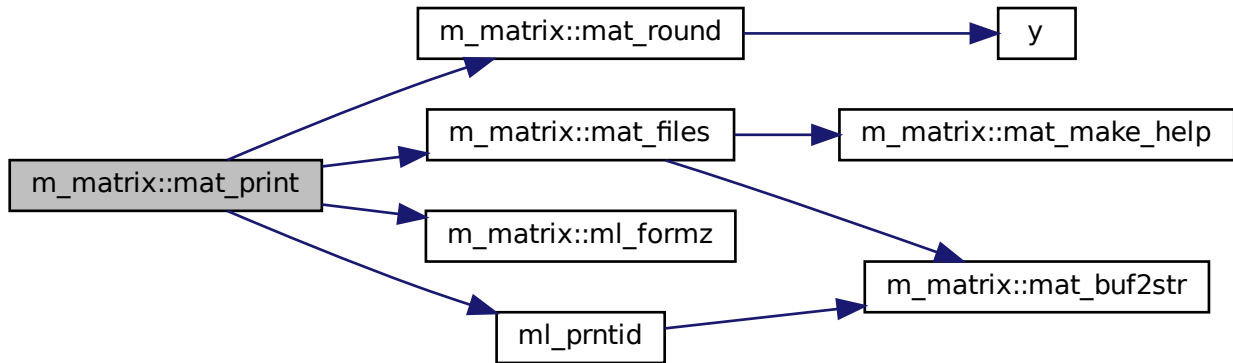 m_matrix::mat_print
m_matrix::mat_round
y
m_matrix::mat_files
m_matrix::mat_make_help
m_matrix::ml_formz
m_matrix::mat_buf2str
ml_prntid